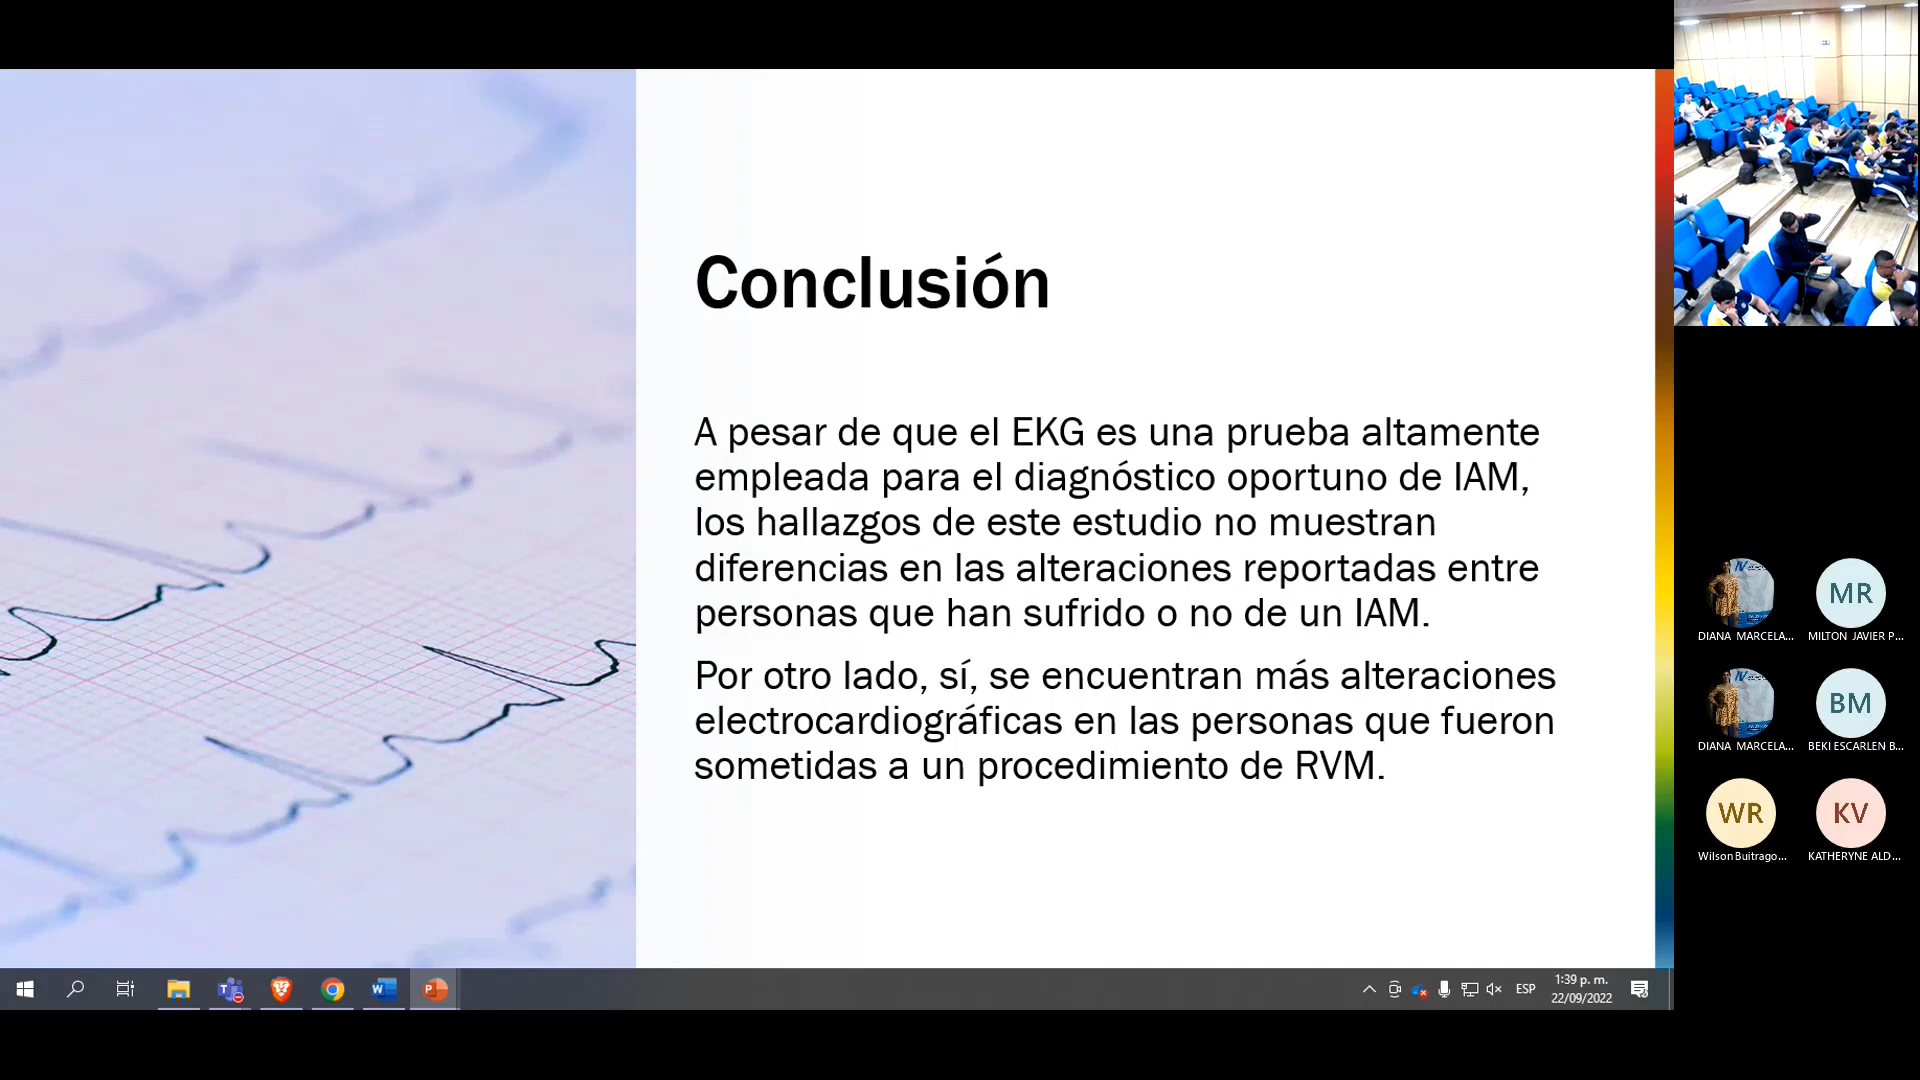 Conclusión
A pesar de que el EKG es una prueba altamente
empleada para el diagnóstico oportuno de IAM,
los hallazgos de este estudio no muestran
diferencias en las alteraciones reportadas entre
personas que han sufrido o no de un IAM.
Por otro lado, sí, se encuentran más alteraciones
electrocardiográficas en las personas que fueron
sometidas a un procedimiento de RVM.
MR
DIANA MARCELA...
MILTON JAVIER P...
BM
DIANA MARCELA...
BEKI ESCARLEN B...
WR
KV
Wilson Buitrago...
KATHERYNE ALD...
ESP
1:39 p. m.
22/09/2022